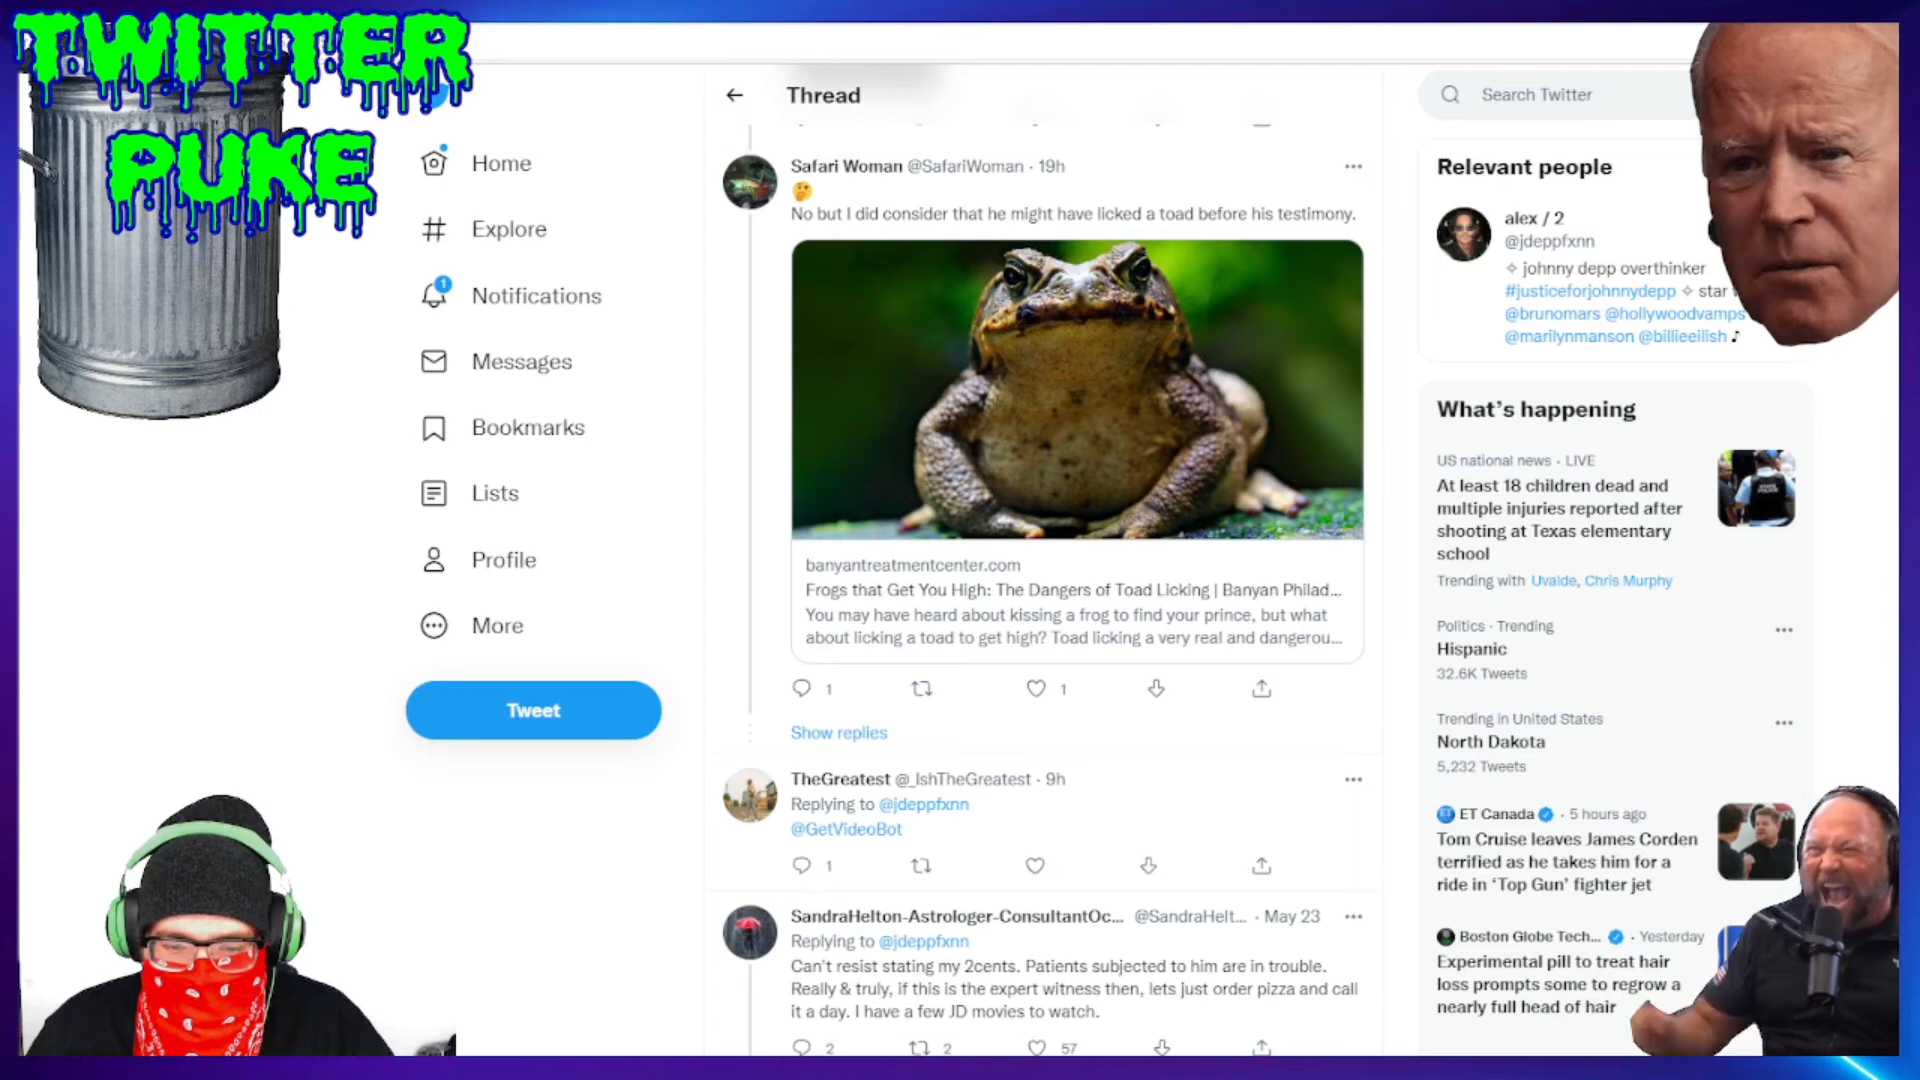 TWITTER
PUKE
Home
Explore
1
Notifications
Messages
Bookmarks
Lists
Profile
More
Tweet
Thread
Safari Woman @SafariWoman · 19h
🤔
No but I did consider that he might have licked a toad before his testimony.
banyantreatmentcenter.com
Frogs that Get You High: The Dangers of Toad Licking | Banyan Philad...
You may have heard about kissing a frog to find your prince, but what
about licking a toad to get high? Toad licking a very real and dangerou...
1 1
Show replies
TheGreatest @_IshTheGreatest · 9h
Replying to @jdeppfxnn
@GetVideoBot
1
SandraHelton-Astrologer-ConsultantOc... @SandraHelt... · May 23
Replying to @jdeppfxnn
Can't resist stating my 2cents. Patients subjected to him are in trouble.
Really & truly, if this is the expert witness then, lets just order pizza and call
it a day. I have a few JD movies to watch.
2 2 57
Search Twitter
Relevant people
alex / 2
@jdeppfxnn
✧ johnny depp overthinker
#justiceforjohnnydepp ✧ star
@brunomars @hollywoodvamps
@marilynmanson @billieeilish ♪
What's happening
US national news · LIVE
At least 18 children dead and
multiple injuries reported after
shooting at Texas elementary
school
Trending with Uvalde, Chris Murphy
Politics · Trending
Hispanic
32.6K Tweets
Trending in United States
North Dakota
5,232 Tweets
ET Canada · 5 hours ago
Tom Cruise leaves James Corden
terrified as he takes him for a
ride in 'Top Gun' fighter jet
Boston Globe Tech... · Yesterday
Experimental pill to treat hair
loss prompts some to regrow a
nearly full head of hair